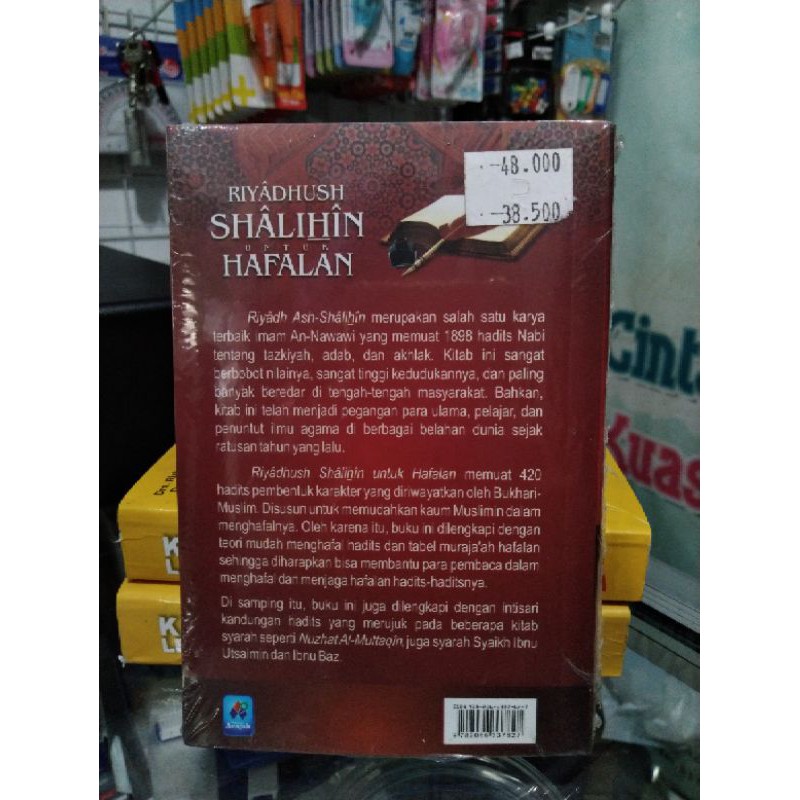 -48.000
-38.500
RIYÂDHUSH
SHÂLIHÎN
UNTUK
HAFALAN
Riyâdh Ash-Shâlihîn merupakan salah satu karya
terbaik imam An-Nawawi yang memuat 1898 hadits Nabi
tentang tazkiyah, adab, dan akhlak. Kitab ini sangat
berbobot nilainya, sangat tinggi kedudukannya, dan paling
banyak beredar di tengah-tengah masyarakat. Bahkan,
kitab ini telah menjadi pegangan para ulama, pelajar, dan
penuntut ilmu agama di berbagai belahan dunia sejak
ratusan tahun yang lalu.
Riyâdhush Shâlihîn untuk Hafalan memuat 420
hadits pembentuk karakter yang diriwayatkan oleh Bukhari-
Muslim. Disusun untuk memudahkan kaum Muslimin dalam
menghafalnya. Oleh karena itu, buku ini dilengkapi dengan
teori mudah menghafal hadits dan tabel muraja'ah hafalan
sehingga diharapkan bisa membantu para pembaca dalam
menghafal dan menjaga hafalan hadits-haditsnya.
Di samping itu, buku ini juga dilengkapi dengan intisari
kandungan hadits yang merujuk pada beberapa kitab
syarah seperti Nuzhat Al-Muttaqîn, juga syarah Syaikh Ibnu
Utsaimin dan Ibnu Baz.
Cint
Kuas